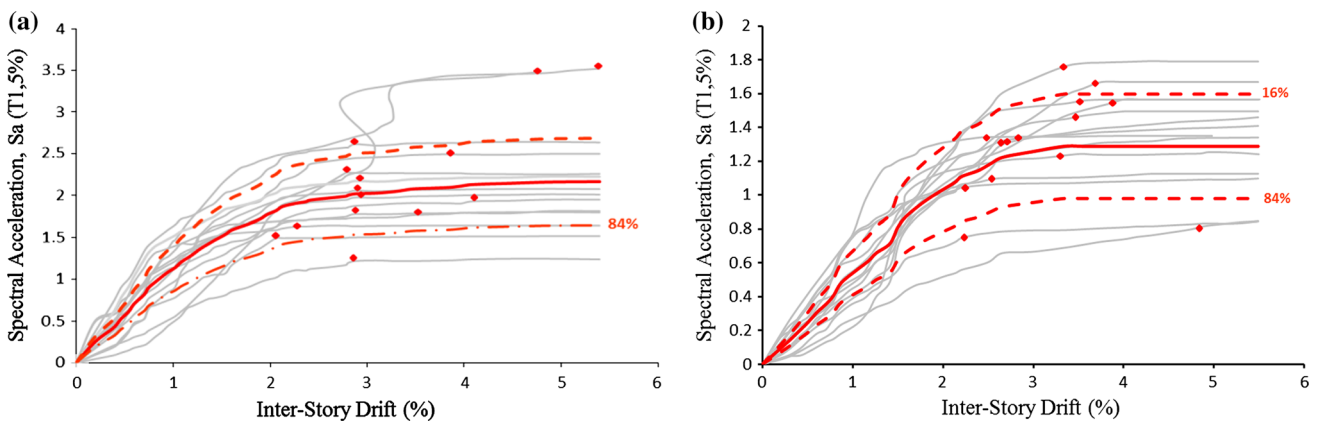 (a)
Spectral Acceleration, Sa (T1,5%)
4
3.5
3
2.5
2
1.5
1
0.5
0
84%
0 1 2 3 4 5 6
Inter-Story Drift (%)
(b)
Spectral Acceleration, Sa (T1,5%)
2
1.8
1.6
1.4
1.2
1
0.8
0.6
0.4
0.2
0
16%
84%
0 1 2 3 4 5 6
Inter-Story Drift (%)